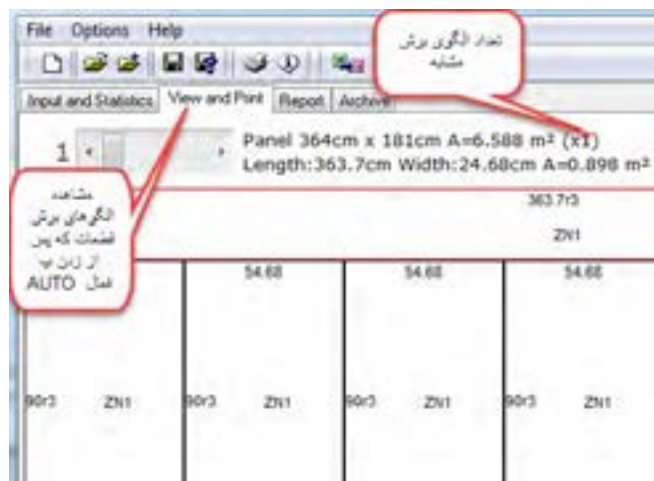 File Options Help
تعداد الگوی برش
مشابه
Input and Statistics View and Print Report Archive
1
Panel 364cm x 181cm A=6.588 m² (x1)
Length:363.7cm Width:24.68cm A=0.898 m²
مشاهده
الگوهای برش
قطعات که پس
از زدن پ
فعال AUTO
363.7r3
ZN1
54.68 54.68 54.68
90r3 ZN1 90r3 ZN1 90r3 ZN1 90r3 ZN1